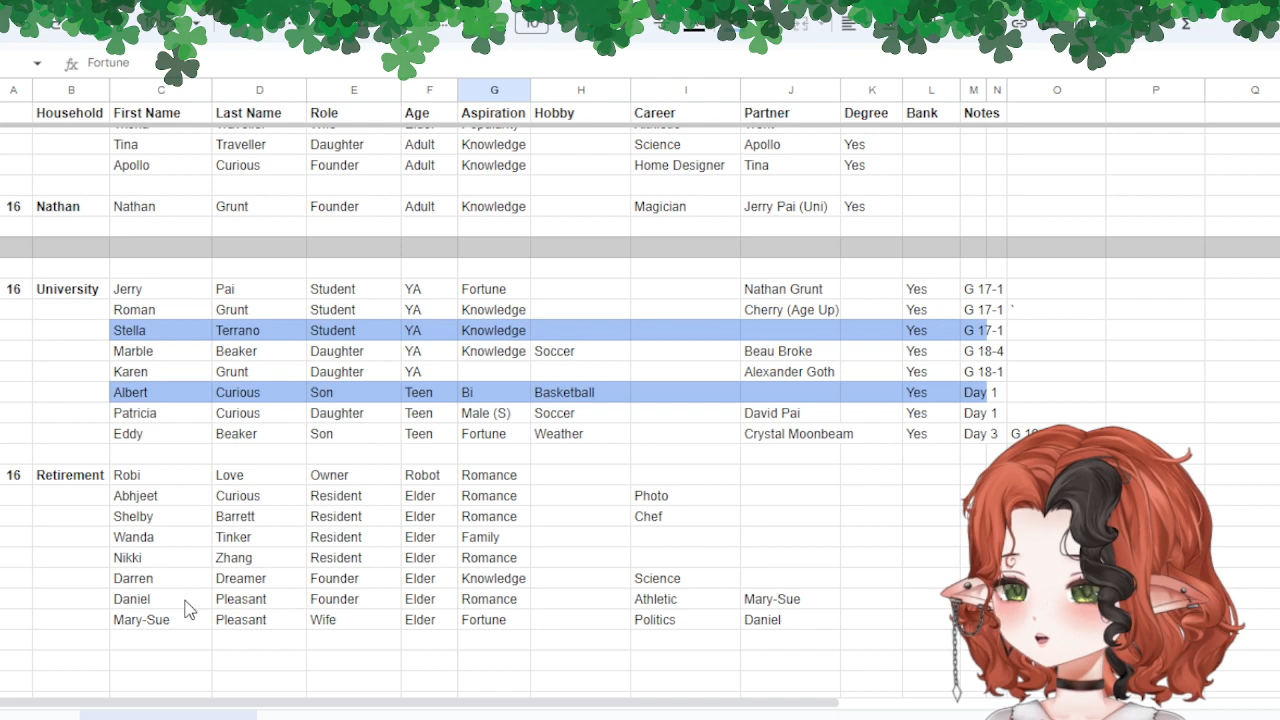 10
Σ
fx Fortune
A B C D E F G H I J K L M N O P Q
Household First Name Last Name Role Age Aspiration Hobby Career Partner Degree Bank Notes
Tina Traveller Daughter Adult Knowledge Science Apollo Yes
Apollo Curious Founder Adult Knowledge Home Designer Tina Yes
16 Nathan Nathan Grunt Founder Adult Knowledge Magician Jerry Pai (Uni) Yes
16 University Jerry Pai Student YA Fortune Nathan Grunt Yes G 17-1
Roman Grunt Student YA Knowledge Cherry (Age Up) Yes G 17-1 `
Stella Terrano Student YA Knowledge Yes G 17-1
Marble Beaker Daughter YA Knowledge Soccer Beau Broke Yes G 18-4
Karen Grunt Daughter YA Alexander Goth Yes G 18-1
Albert Curious Son Teen Bi Basketball Yes Day 1
Patricia Curious Daughter Teen Male (S) Soccer David Pai Yes Day 1
Eddy Beaker Son Teen Fortune Weather Crystal Moonbeam Yes Day 3 G
16 Retirement Robi Love Owner Robot Romance
Abhjeet Curious Resident Elder Romance Photo
Shelby Barrett Resident Elder Romance Chef
Wanda Tinker Resident Elder Family
Nikki Zhang Resident Elder Romance
Darren Dreamer Founder Elder Knowledge Science
Daniel Pleasant Founder Elder Romance Athletic Mary-Sue
Mary-Sue Pleasant Wife Elder Fortune Politics Daniel